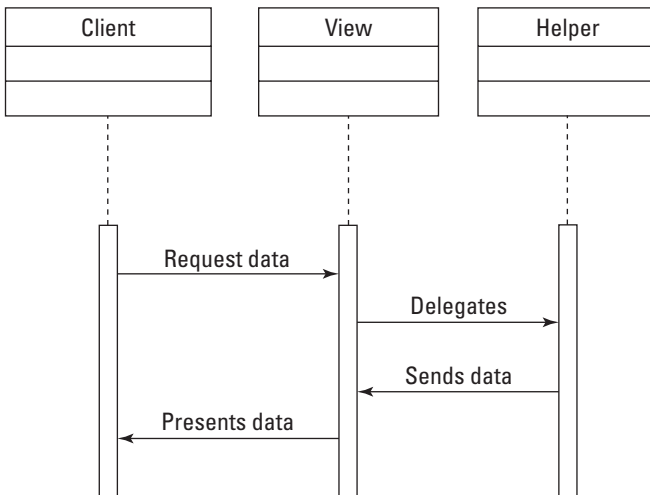 Client
View
Helper
Request data
Delegates
Sends data
Presents data